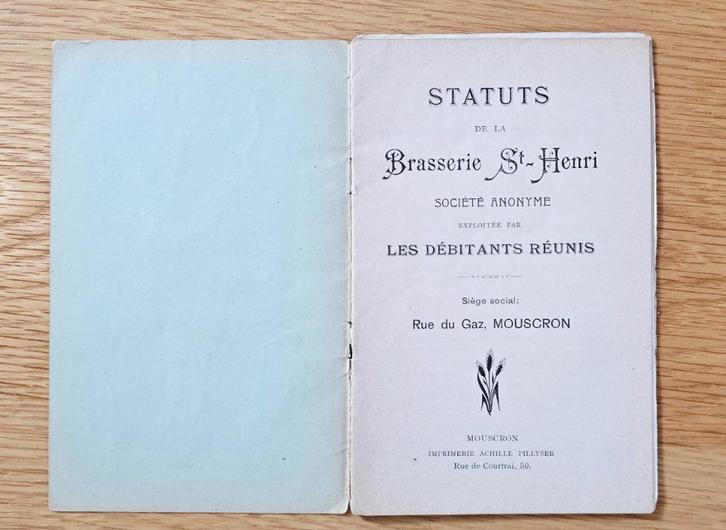 STATUTS
DE LA
Brasserie St-Henri
SOCIÉTÉ ANONYME
EXPLOITÉE PAR
LES DÉBITANTS RÉUNIS
Siège social:
Rue du Gaz, MOUSCRON
MOUSCRON
IMPRIMERIE ACHILLE PILLYSER
Rue de Courtrai, 50.